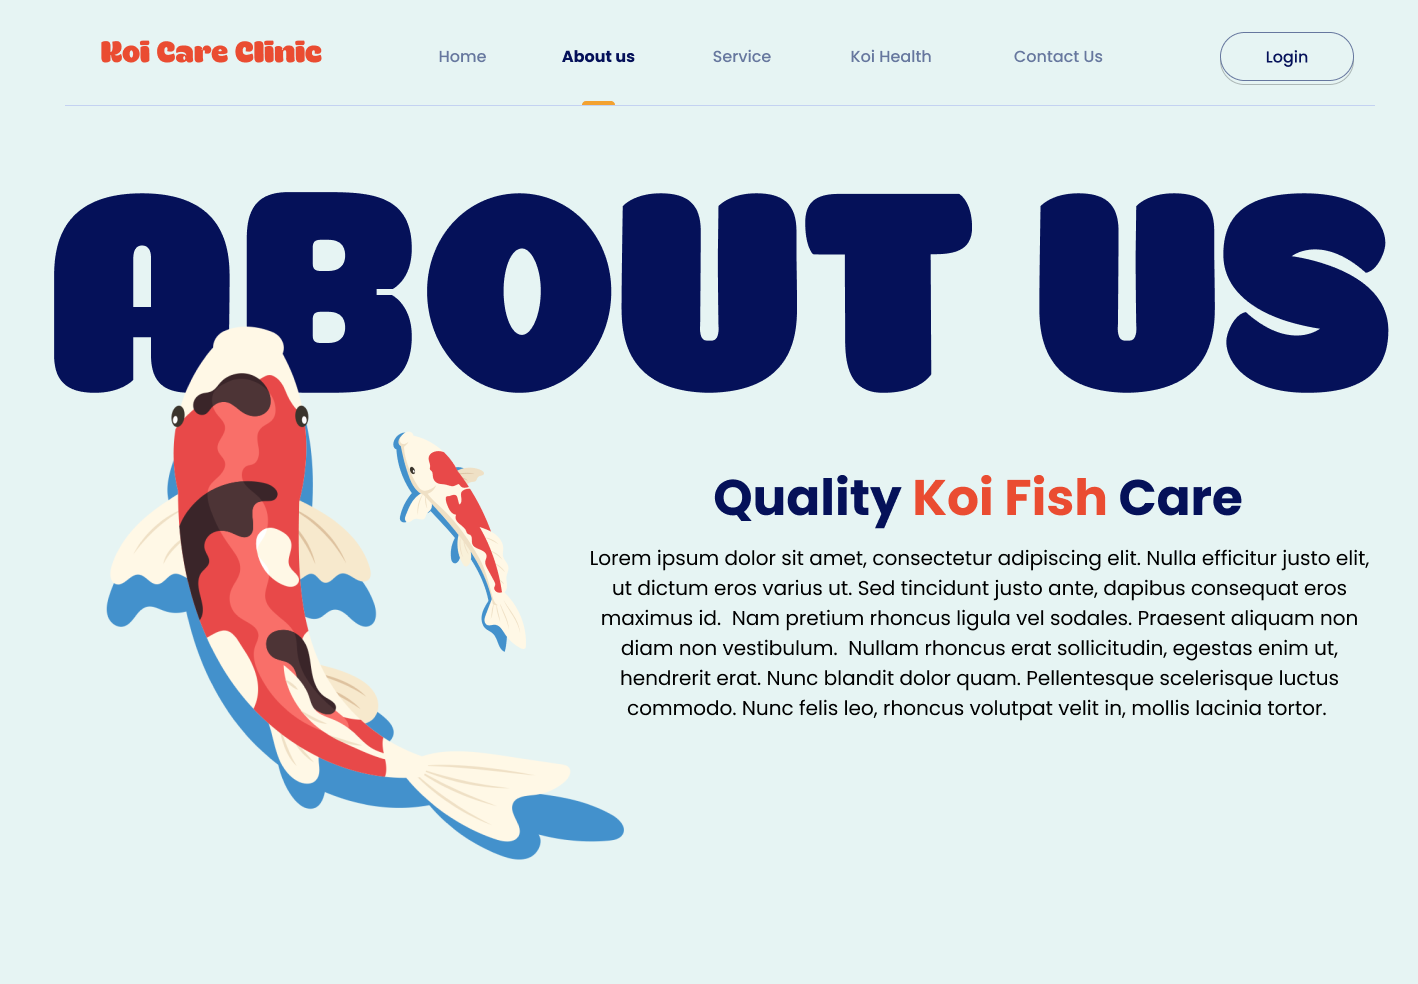 Koi Care Clinic
Home About us Service Koi Health Contact Us Login
ABOUT US
Quality Koi Fish Care
Lorem ipsum dolor sit amet, consectetur adipiscing elit. Nulla efficitur justo elit,
ut dictum eros varius ut. Sed tincidunt justo ante, dapibus consequat eros
maximus id.  Nam pretium rhoncus ligula vel sodales. Praesent aliquam non
diam non vestibulum.  Nullam rhoncus erat sollicitudin, egestas enim ut,
hendrerit erat. Nunc blandit dolor quam. Pellentesque scelerisque luctus
commodo. Nunc felis leo, rhoncus volutpat velit in, mollis lacinia tortor.